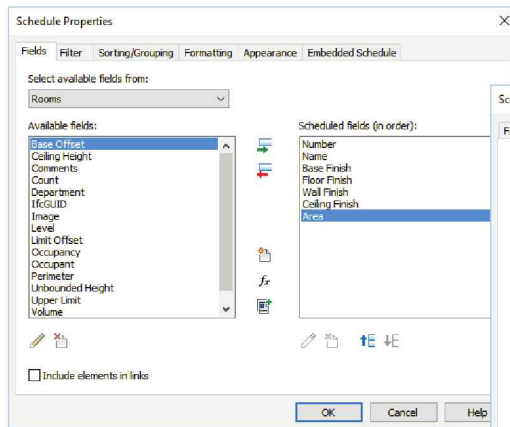 Schedule Properties
Fields Filter Sorting/Grouping Formatting Appearance Embedded Schedule
Select available fields from:
Rooms
Available fields:
Base Offset
Ceiling Height
Comments
Count
Department
IfcGUID
Image
Level
Limit Offset
Occupancy
Occupant
Perimeter
Unbounded Height
Upper Limit
Volume
fx
Scheduled fields (in order):
Number
Name
Base Finish
Floor Finish
Wall Finish
Ceiling Finish
Area
Include elements in links
OK Cancel Help
Sc